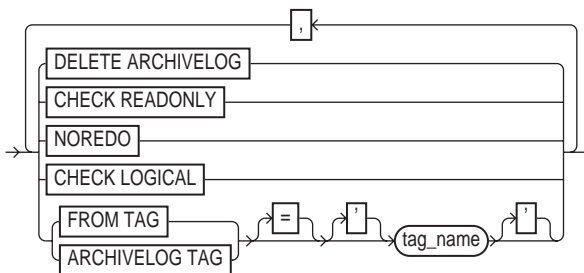 ,
DELETE ARCHIVELOG
CHECK READONLY
NOREDO
CHECK LOGICAL
FROM TAG
ARCHIVELOG TAG
= ' tag_name '